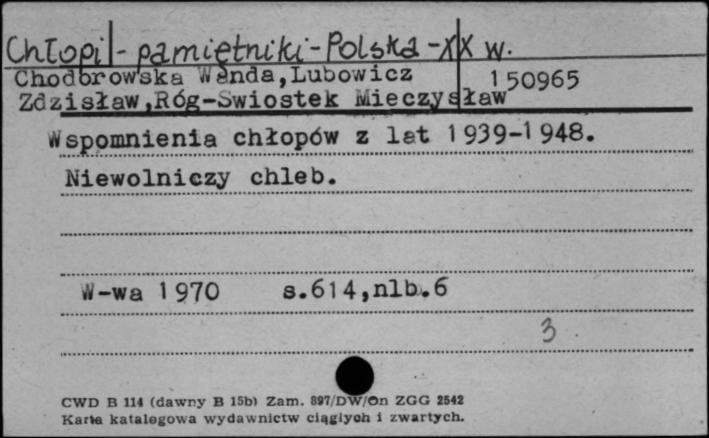 Chłopi - pamiętniki - Polska - XX w.
Chodorowska Wanda, Lubowicz 150965
Zdzisław, Róg-Swiostek Mieczysław
Wspomnienia chłopów z lat 1939-1948.
Niewolniczy chleb.
W-wa 1970 s.614,nlb.6
3
CWD B 114 (dawny B 15b) Zam. 897/DW/On ZGG 2542
Karta katalogowa wydawnictw ciągłych i zwartych.